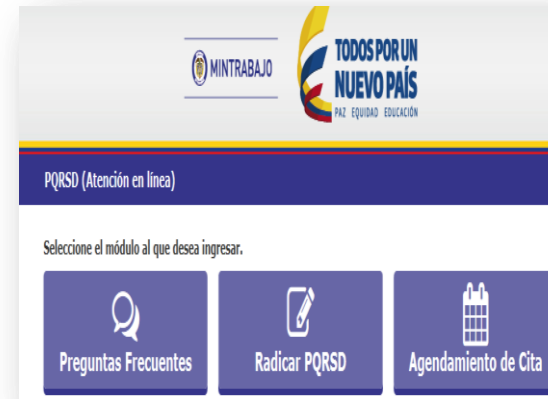 MINTRABAJO
TODOS POR UN
NUEVO PAÍS
PAZ EQUIDAD EDUCACIÓN
PQRSD (Atención en línea)
Seleccione el módulo al que desea ingresar.
Preguntas Frecuentes
Radicar PQRSD
Agendamiento de Cita